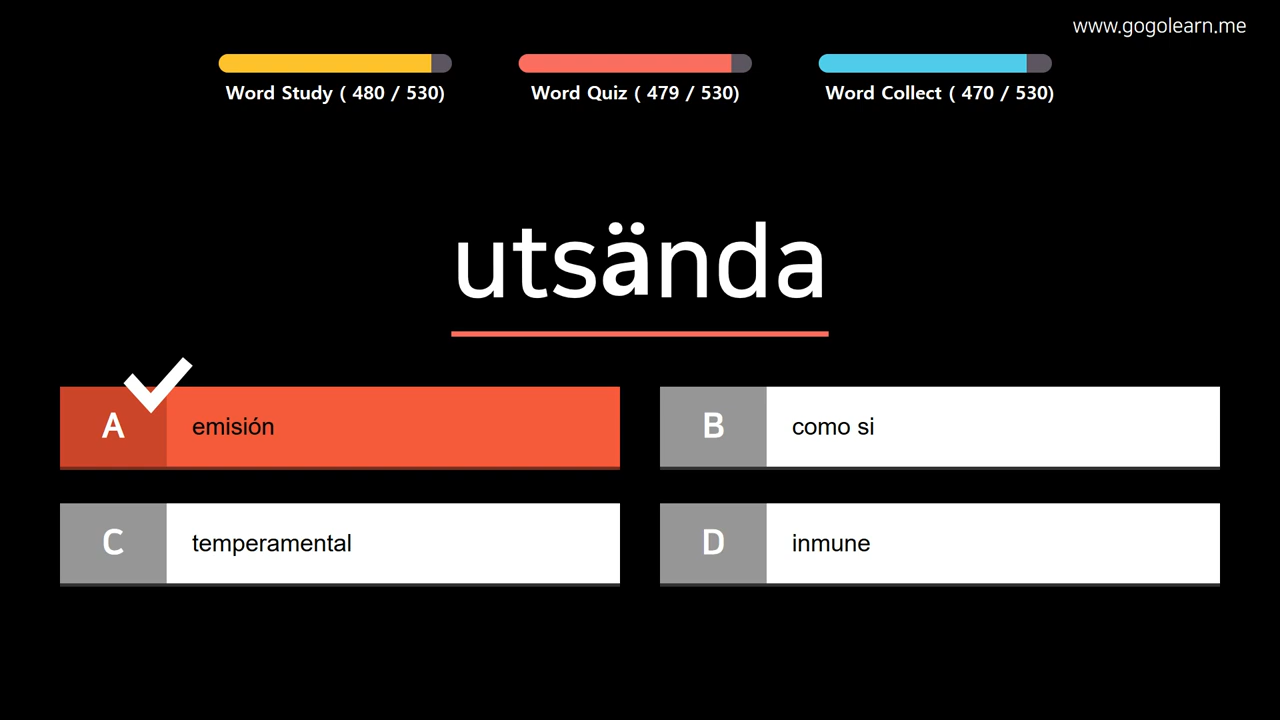 www.gogolearn.me
Word Study ( 480 / 530)
Word Quiz ( 479 / 530)
Word Collect ( 470 / 530)
utsända
A emisión
B como si
C temperamental
D inmune